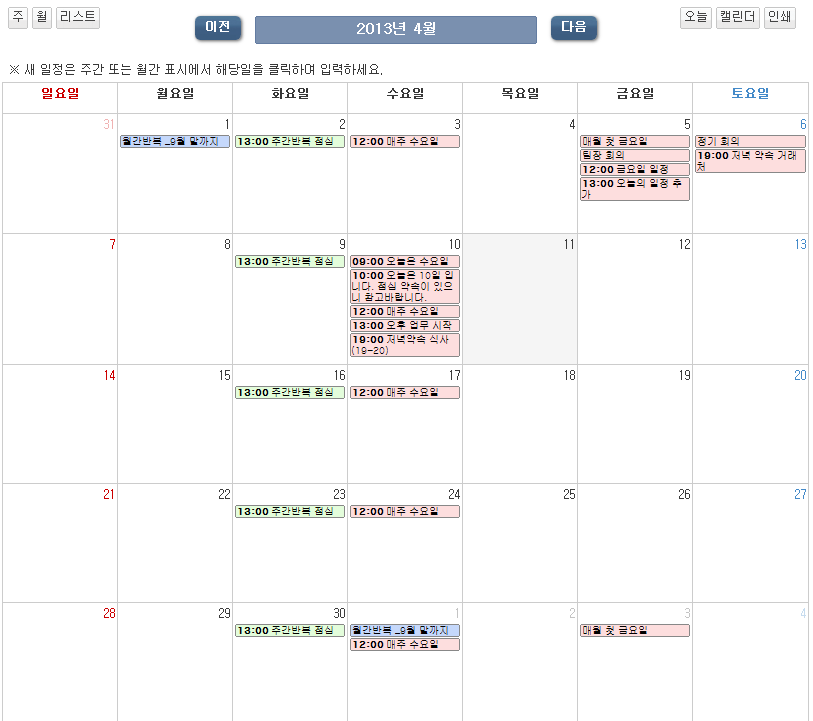 주 월 리스트 이전 2013년 4월 다음 오늘 캘린더 인쇄
※ 새 일정은 주간 또는 월간 표시에서 해당일을 클릭하며 입력하세요.
일요일 월요일 화요일 수요일 목요일 금요일 토요일
31 1 2 3 4 5 6
월간반복 _9월 말까지 13:00 주간반복 점심 12:00 매주 수요일 매월 첫 금요일 정기 회의
팀장 회의 19:00 저녁 약속 거래
12:00 금요일 일정 처
13:00 오늘의 일정 추
가
7 8 9 10 11 12 13
13:00 주간반복 점심 09:00 오늘은 수요일
10:00 오늘은 10일 입
니다. 점심 약속이 있으
니 참고바랍니다.
12:00 매주 수요일
13:00 오후 업무 시작
19:00 저녁약속 식사
(19-20)
14 15 16 17 18 19 20
13:00 주간반복 점심 12:00 매주 수요일
21 22 23 24 25 26 27
13:00 주간반복 점심 12:00 매주 수요일
28 29 30 1 2 3 4
13:00 주간반복 점심 월간반복 _9월 말까지 매월 첫 금요일
12:00 매주 수요일